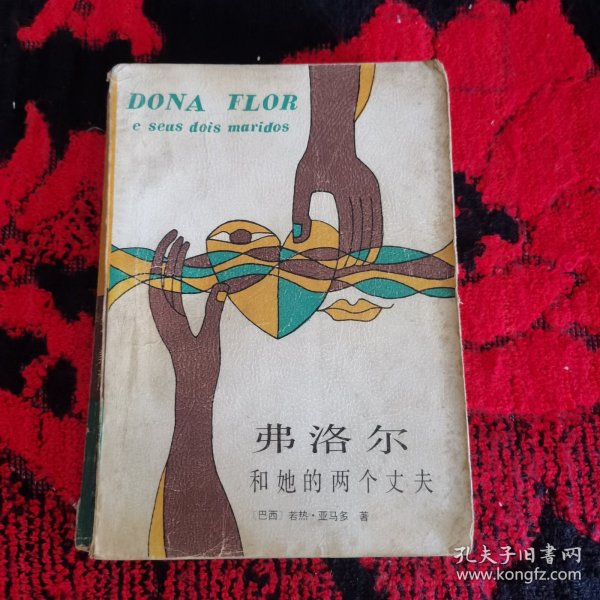 DONA FLOR
e seus dois maridos
弗洛尔
和她的两个丈夫
〔巴西〕若热·亚马多 著
孔夫子旧书网
www.kongfz.com